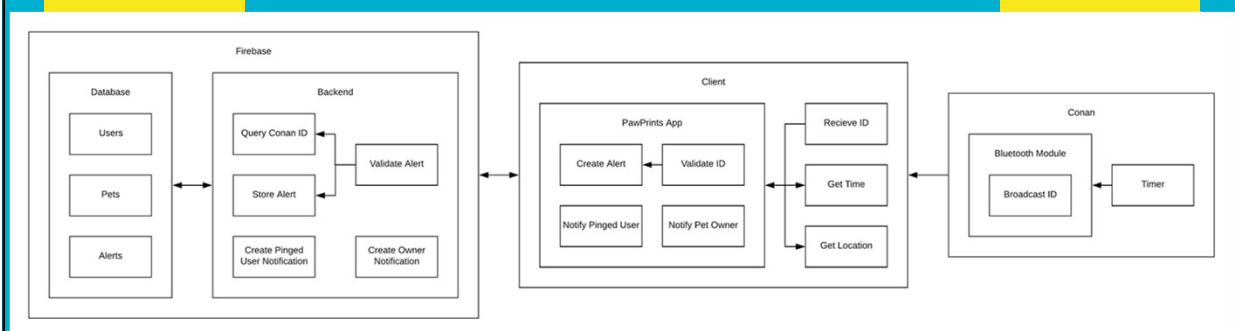 Firebase
Database
Users
Pets
Alerts
Backend
Query Conan ID
Validate Alert
Store Alert
Create Pinged
User Notification
Create Owner
Notification
Client
PawPrints App
Create Alert
Validate ID
Notify Pinged User
Notify Pet Owner
Recieve ID
Get Time
Get Location
Conan
Bluetooth Module
Broadcast ID
Timer